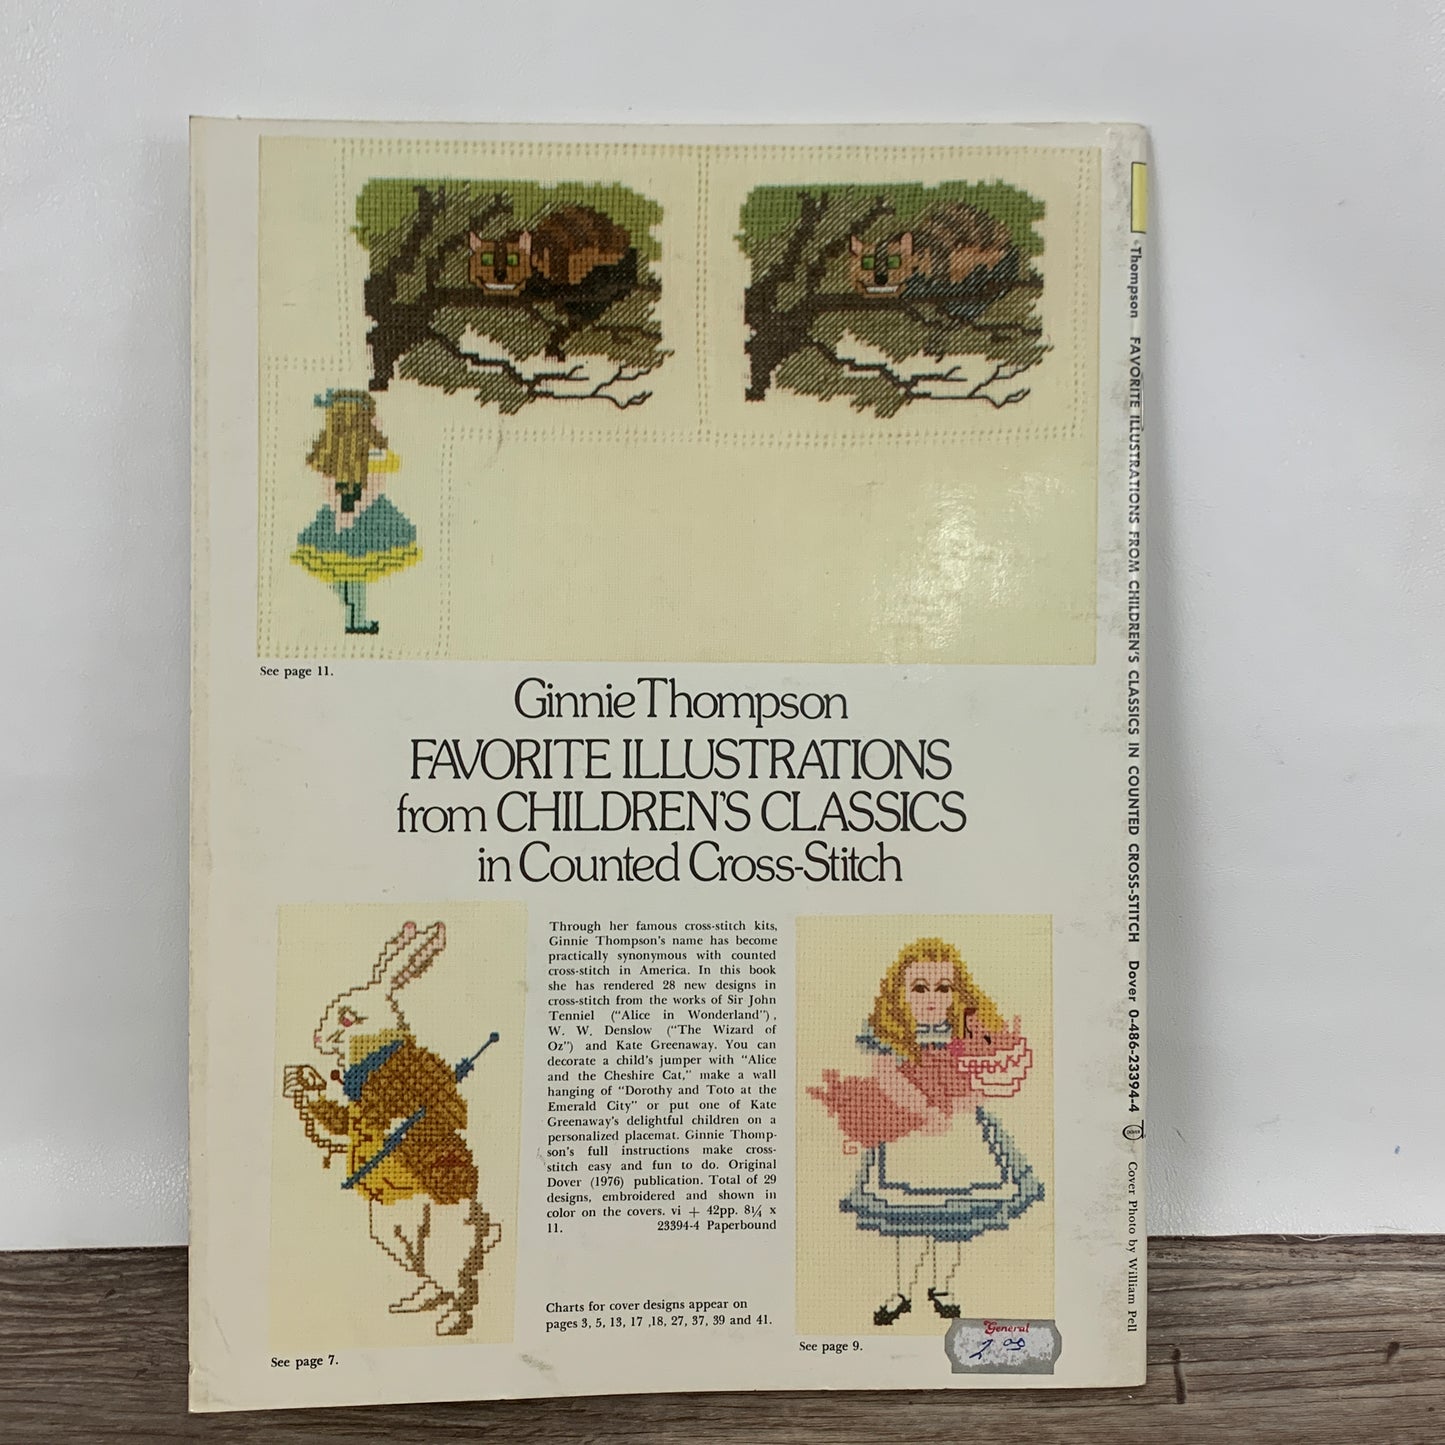 See page 11.
Ginnie Thompson
FAVORITE ILLUSTRATIONS
from CHILDREN'S CLASSICS
in Counted Cross-Stitch
Through her famous cross-stitch kits,
Ginnie Thompson's name has become
practically synonymous with counted
cross-stitch in America. In this book
she has rendered 28 new designs in
cross-stitch from the works of Sir John
Tenniel ("Alice in Wonderland"),
W. W. Denslow ("The Wizard of
Oz") and Kate Greenaway. You can
decorate a child's jumper with "Alice
and the Cheshire Cat," make a wall
hanging of "Dorothy and Toto at the
Emerald City" or put one of Kate
Greenaway's delightful children on a
personalized placemat. Ginnie Thomp-
son's full instructions make cross-
stitch easy and fun to do. Original
Dover (1976) publication. Total of 29
designs, embroidered and shown in
color on the covers. vi + 42pp. 8¼ x
11. 23394-4 Paperbound
Charts for cover designs appear on
pages 3, 5, 13, 17 ,18, 27, 37, 39 and 41.
See page 7.
See page 9.
General
Thompson FAVORITE ILLUSTRATIONS FROM CHILDREN'S CLASSICS IN COUNTED CROSS-STITCH Dover 0-486-23394-4 Cover Photo by William Pell